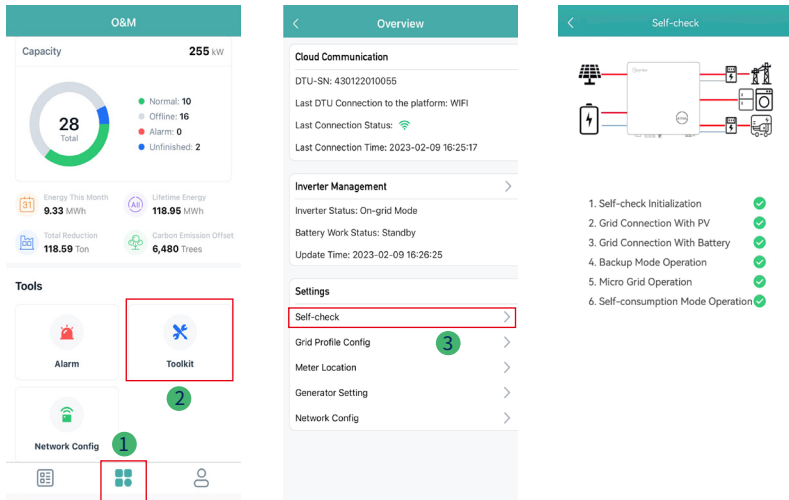 O&M
Capacity 255 kW
28
Total
Normal: 10
Offline: 16
Alarm: 0
Unfinished: 2
31
Energy This Month
9.33 MWh
All
Lifetime Energy
118.95 MWh
Total Reduction
118.59 Ton
Carbon Emission Offset
6,480 Trees
Tools
Alarm
Toolkit
2
Network Config
1
Overview
Cloud Communication
DTU-SN: 430122010055
Last DTU Connection to the platform: WIFI
Last Connection Status:
Last Connection Time: 2023-02-09 16:25:17
Inverter Management
Inverter Status: On-grid Mode
Battery Work Status: Standby
Update Time: 2023-02-09 16:26:25
Settings
Self-check
Grid Profile Config
3
Meter Location
Generator Setting
Network Config
Self-check
1. Self-check Initialization
2. Grid Connection With PV
3. Grid Connection With Battery
4. Backup Mode Operation
5. Micro Grid Operation
6. Self-consumption Mode Operation